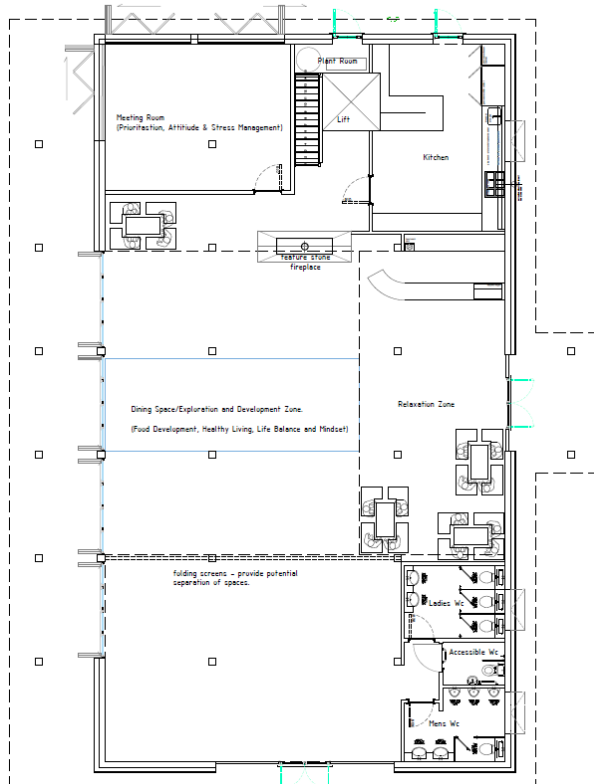 Plant Room
Meeting Room
(Prioritastion, Attitiude & Stress Management)
Lift
Kitchen
feature stone
fireplace
Dining Space/Exploration and Development Zone.
(Food Development, Healthy Living, Life Balance and Mindset)
Relaxation Zone
folding screens - provide potential
separation of spaces.
Ladies Wc
Accessible Wc
Mens Wc